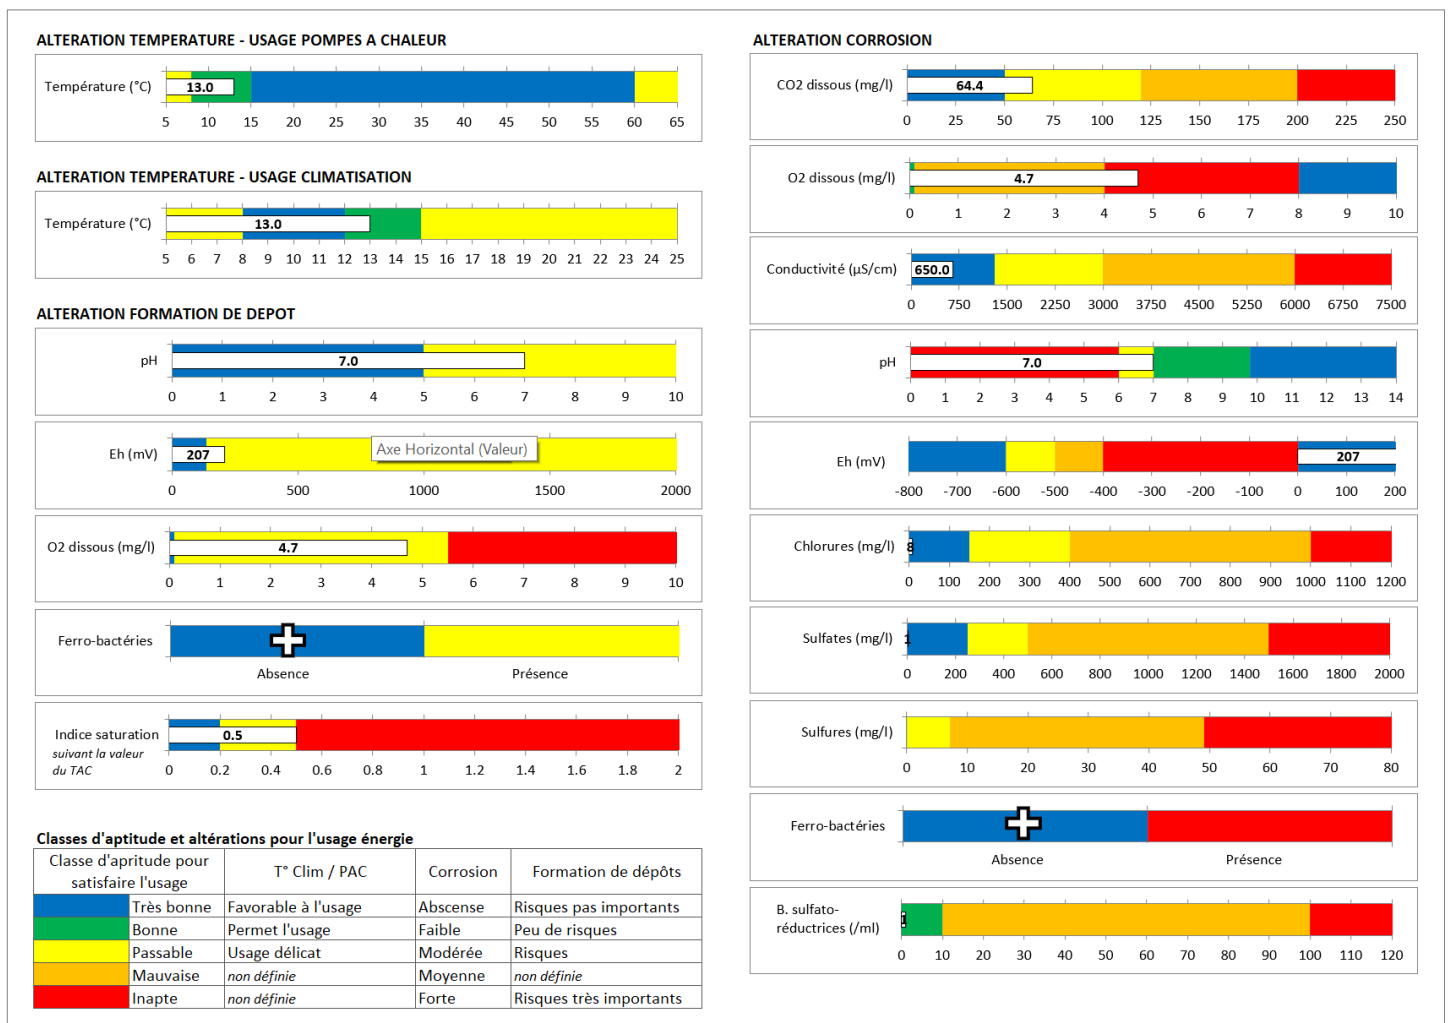 ALTERATION TEMPERATURE - USAGE POMPES A CHALEUR
Température (°C)
13.0
5 10 15 20 25 30 35 40 45 50 55 60 65
ALTERATION TEMPERATURE - USAGE CLIMATISATION
Température (°C)
13.0
5 6 7 8 9 10 11 12 13 14 15 16 17 18 19 20 21 22 23 24 25
ALTERATION FORMATION DE DEPOT
pH
7.0
0 1 2 3 4 5 6 7 8 9 10
Eh (mV)
207
Axe Horizontal (Valeur)
0 500 1000 1500 2000
O2 dissous (mg/l)
4.7
0 1 2 3 4 5 6 7 8 9 10
Ferro-bactéries
Absence Présence
Indice saturation
suivant la valeur
du TAC
0.5
0 0.2 0.4 0.6 0.8 1 1.2 1.4 1.6 1.8 2
Classes d'aptitude et altérations pour l'usage énergie
Classe d'apritude pour
satisfaire l'usage
T° Clim / PAC
Corrosion
Formation de dépôts
Très bonne Favorable à l'usage Abscense Risques pas importants
Bonne Permet l'usage Faible Peu de risques
Passable Usage délicat Modérée Risques
Mauvaise non définie Moyenne non définie
Inapte non définie Forte Risques très importants
ALTERATION CORROSION
CO2 dissous (mg/l)
64.4
0 25 50 75 100 125 150 175 200 225 250
O2 dissous (mg/l)
4.7
0 1 2 3 4 5 6 7 8 9 10
Conductivité (µS/cm)
650.0
0 750 1500 2250 3000 3750 4500 5250 6000 6750 7500
pH
7.0
0 1 2 3 4 5 6 7 8 9 10 11 12 13 14
Eh (mV)
207
-800 -700 -600 -500 -400 -300 -200 -100 0 100 200
Chlorures (mg/l)
8
0 100 200 300 400 500 600 700 800 900 1000 1100 1200
Sulfates (mg/l)
1
0 200 400 600 800 1000 1200 1400 1600 1800 2000
Sulfures (mg/l)
0 10 20 30 40 50 60 70 80
Ferro-bactéries
Absence Présence
B. sulfato-
réductrices (/ml)
1
0 10 20 30 40 50 60 70 80 90 100 110 120